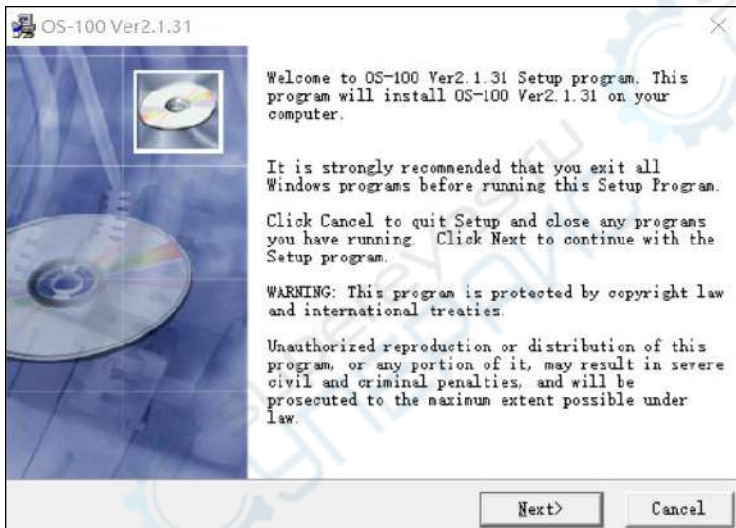 OS-100 Ver2.1.31
Welcome to OS-100 Ver2.1.31 Setup program. This
program will install OS-100 Ver2.1.31 on your
computer.
It is strongly recommended that you exit all
Windows programs before running this Setup Program.
Click Cancel to quit Setup and close any programs
you have running. Click Next to continue with the
Setup program.
WARNING: This program is protected by copyright law
and international treaties.
Unauthorized reproduction or distribution of this
program, or any portion of it, may result in severe
civil and criminal penalties, and will be
prosecuted to the maximum extent possible under
law.
Next>
Cancel